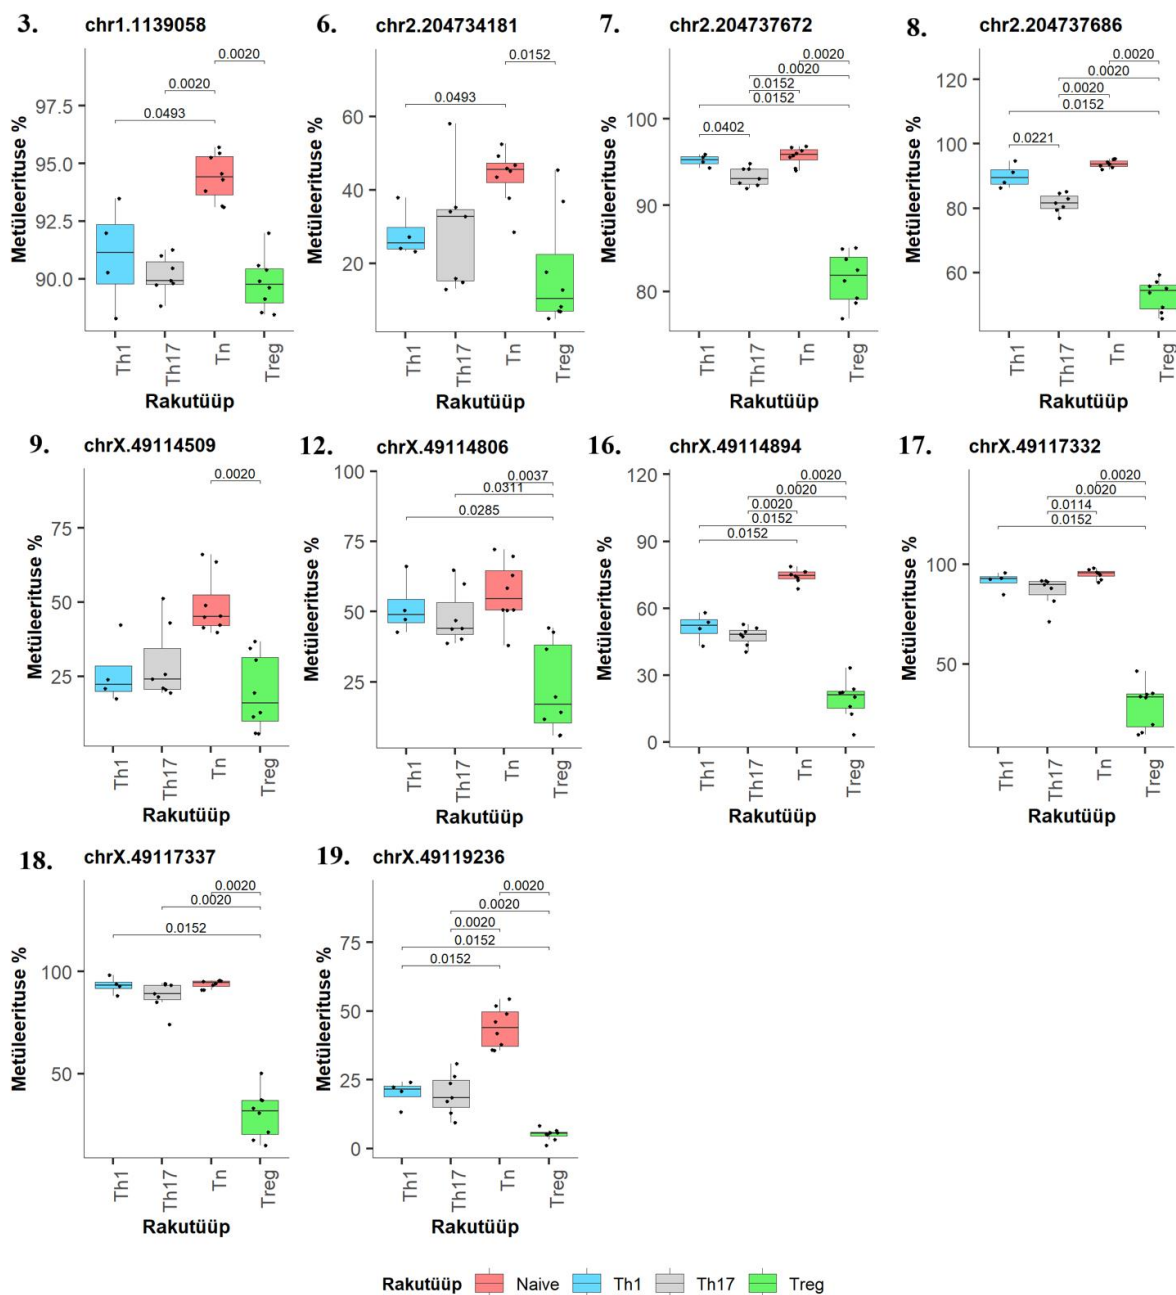 3. chr1.1139058
0.0020
0.0020
0.0493
97.5
95.0
92.5
90.0
Metüleerituse %
Th1
Th17
Tn
Treg
Rakutüüp
6. chr2.204734181
0.0152
0.0493
60
40
20
Metüleerituse %
Th1
Th17
Tn
Treg
Rakutüüp
7. chr2.204737672
0.0020
0.0020
0.0152
0.0152
0.0402
100
90
80
Metüleerituse %
Th1
Th17
Tn
Treg
Rakutüüp
8. chr2.204737686
0.0020
0.0020
0.0020
0.0152
0.0221
120
100
80
60
Metüleerituse %
Th1
Th17
Tn
Treg
Rakutüüp
9. chrX.49114509
0.0020
75
50
25
Metüleerituse %
Th1
Th17
Tn
Treg
Rakutüüp
12. chrX.49114806
0.0037
0.0311
0.0285
100
75
50
25
Metüleerituse %
Th1
Th17
Tn
Treg
Rakutüüp
16. chrX.49114894
0.0020
0.0020
0.0020
0.0152
0.0152
120
90
60
30
0
Metüleerituse %
Th1
Th17
Tn
Treg
Rakutüüp
17. chrX.49117332
0.0020
0.0020
0.0114
0.0152
100
50
Metüleerituse %
Th1
Th17
Tn
Treg
Rakutüüp
18. chrX.49117337
0.0020
0.0020
0.0152
100
50
Metüleerituse %
Th1
Th17
Tn
Treg
Rakutüüp
19. chrX.49119236
0.0020
0.0020
0.0020
0.0152
0.0152
75
50
25
0
Metüleerituse %
Th1
Th17
Tn
Treg
Rakutüüp
Rakutüüp Naive Th1 Th17 Treg